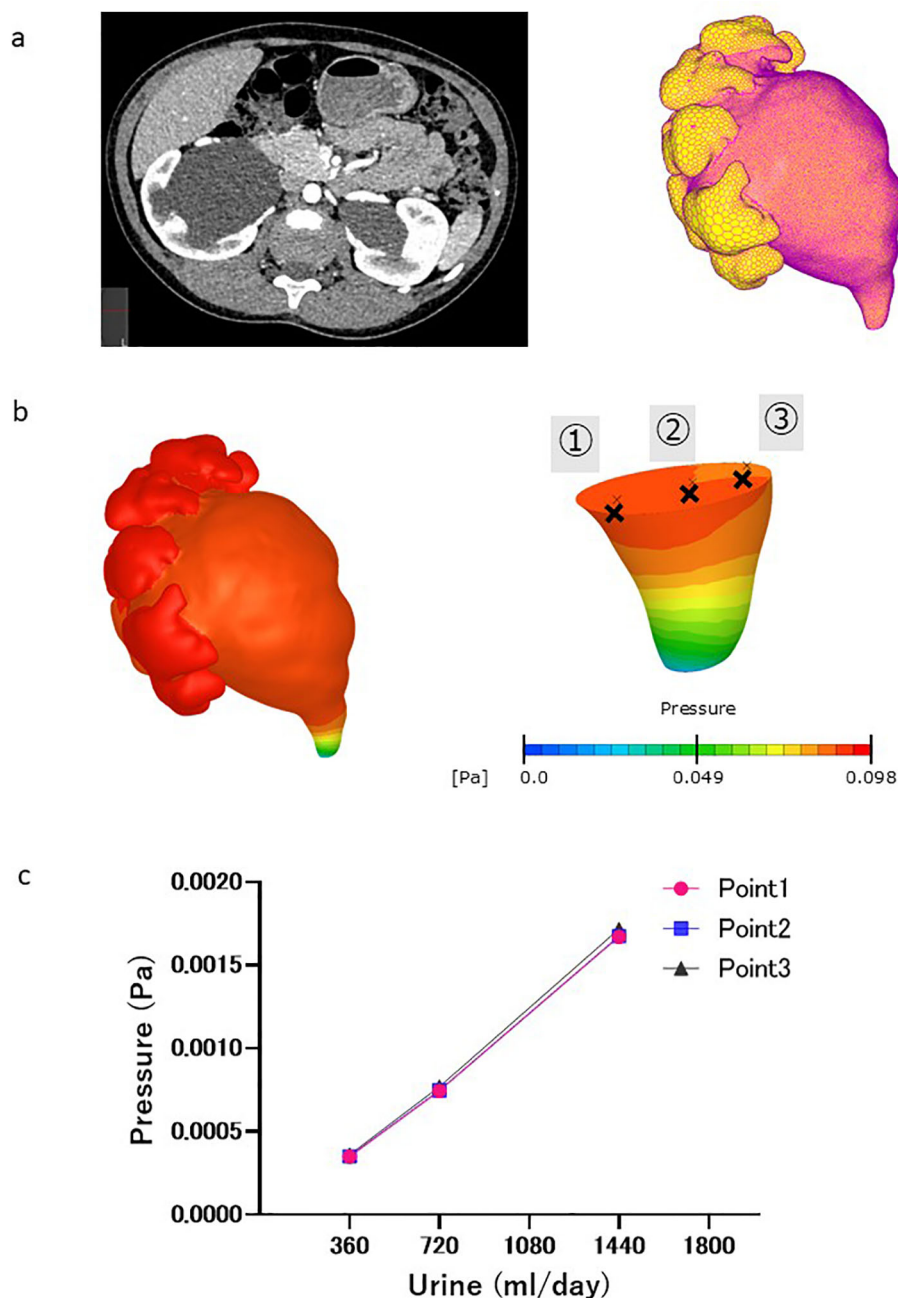 a
L
b
① ② ③
Pressure
[Pa] 0.0 0.049 0.098
c
0.0020
0.0015
0.0010
0.0005
0.0000
Pressure (Pa)
Point1
Point2
Point3
360 720 1080 1440 1800
Urine (ml/day)